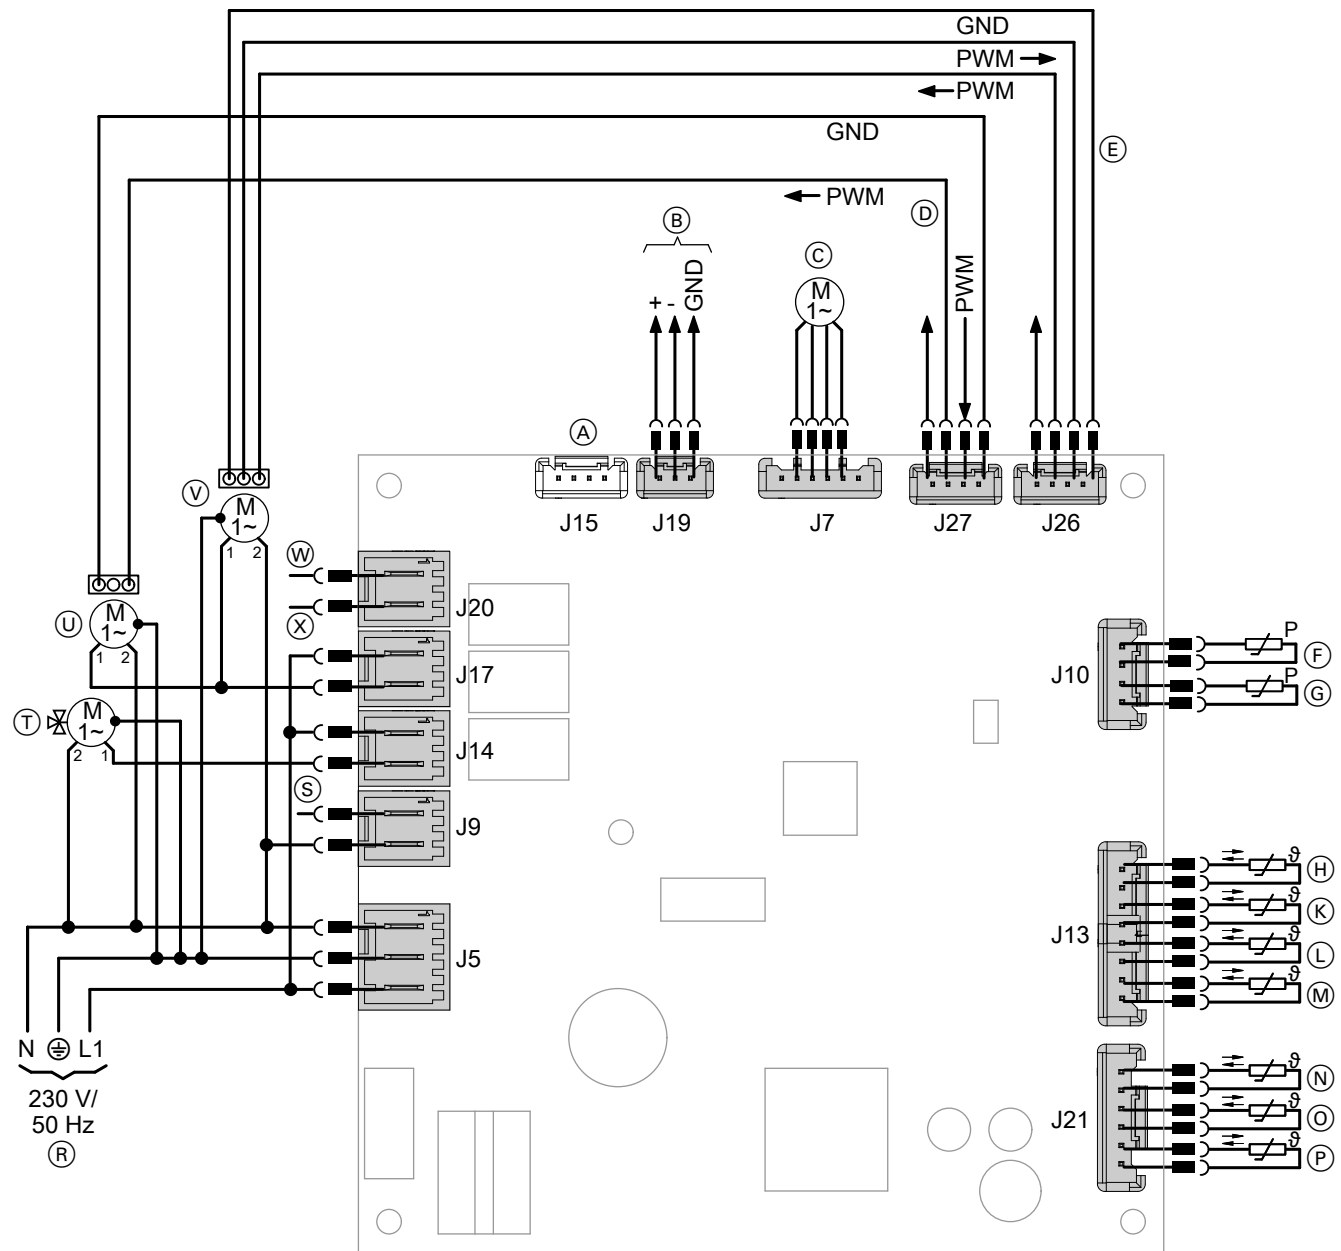 GND
PWM
PWM
GND
E
PWM
D
B
C
+ - GND
PWM
M
1~
A
V
M
1~
1 2
J15 J19 J7 J27 J26
W
X
J20
U
M
1~
1 2
J17
T
M
1~
2 1
J14
S
J9
J5
J10
P
F
P
G
J13
ϑ
H
ϑ
K
ϑ
L
ϑ
M
J21
ϑ
N
ϑ
O
ϑ
P
N L1
230 V/
50 Hz
R